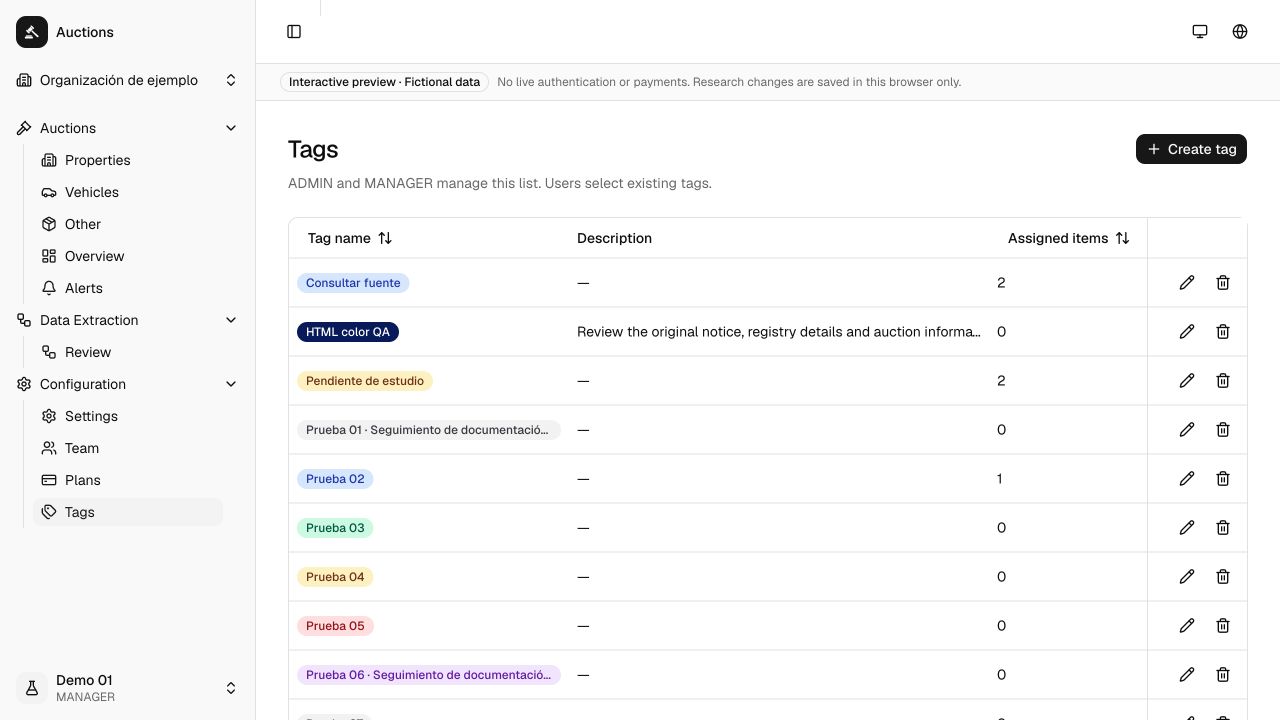 Auctions
Organización de ejemplo
Auctions
Properties
Vehicles
Other
Overview
Alerts
Data Extraction
Review
Configuration
Settings
Team
Plans
Tags
Demo 01
MANAGER
Interactive preview · Fictional data No live authentication or payments. Research changes are saved in this browser only.
Tags
Create tag
ADMIN and MANAGER manage this list. Users select existing tags.
Tag name Description Assigned items
Consultar fuente — 2
HTML color QA Review the original notice, registry details and auction informa… 0
Pendiente de estudio — 2
Prueba 01 · Seguimiento de documentació… — 0
Prueba 02 — 1
Prueba 03 — 0
Prueba 04 — 0
Prueba 05 — 0
Prueba 06 · Seguimiento de documentació… — 0